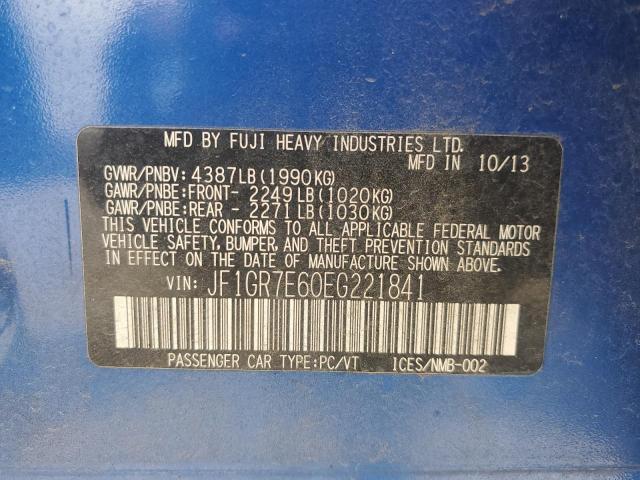 MFD BY FUJI HEAVY INDUSTRIES LTD.
MFD IN 10/13
GVWR/PNBV: 4387LB(1990KG)
GAWR/PNBE:FRONT- 2249LB(1020KG)
GAWR/PNBE:REAR - 2271LB(1030KG)
THIS VEHICLE CONFORMS TO ALL APPLICABLE FEDERAL MOTOR
VEHICLE SAFETY, BUMPER, AND THEFT PREVENTION STANDARDS
IN EFFECT ON THE DATE OF MANUFACTURE SHOWN ABOVE.
VIN: JF1GR7E60EG221841
PASSENGER CAR TYPE:PC/VT ICES/NMB-002